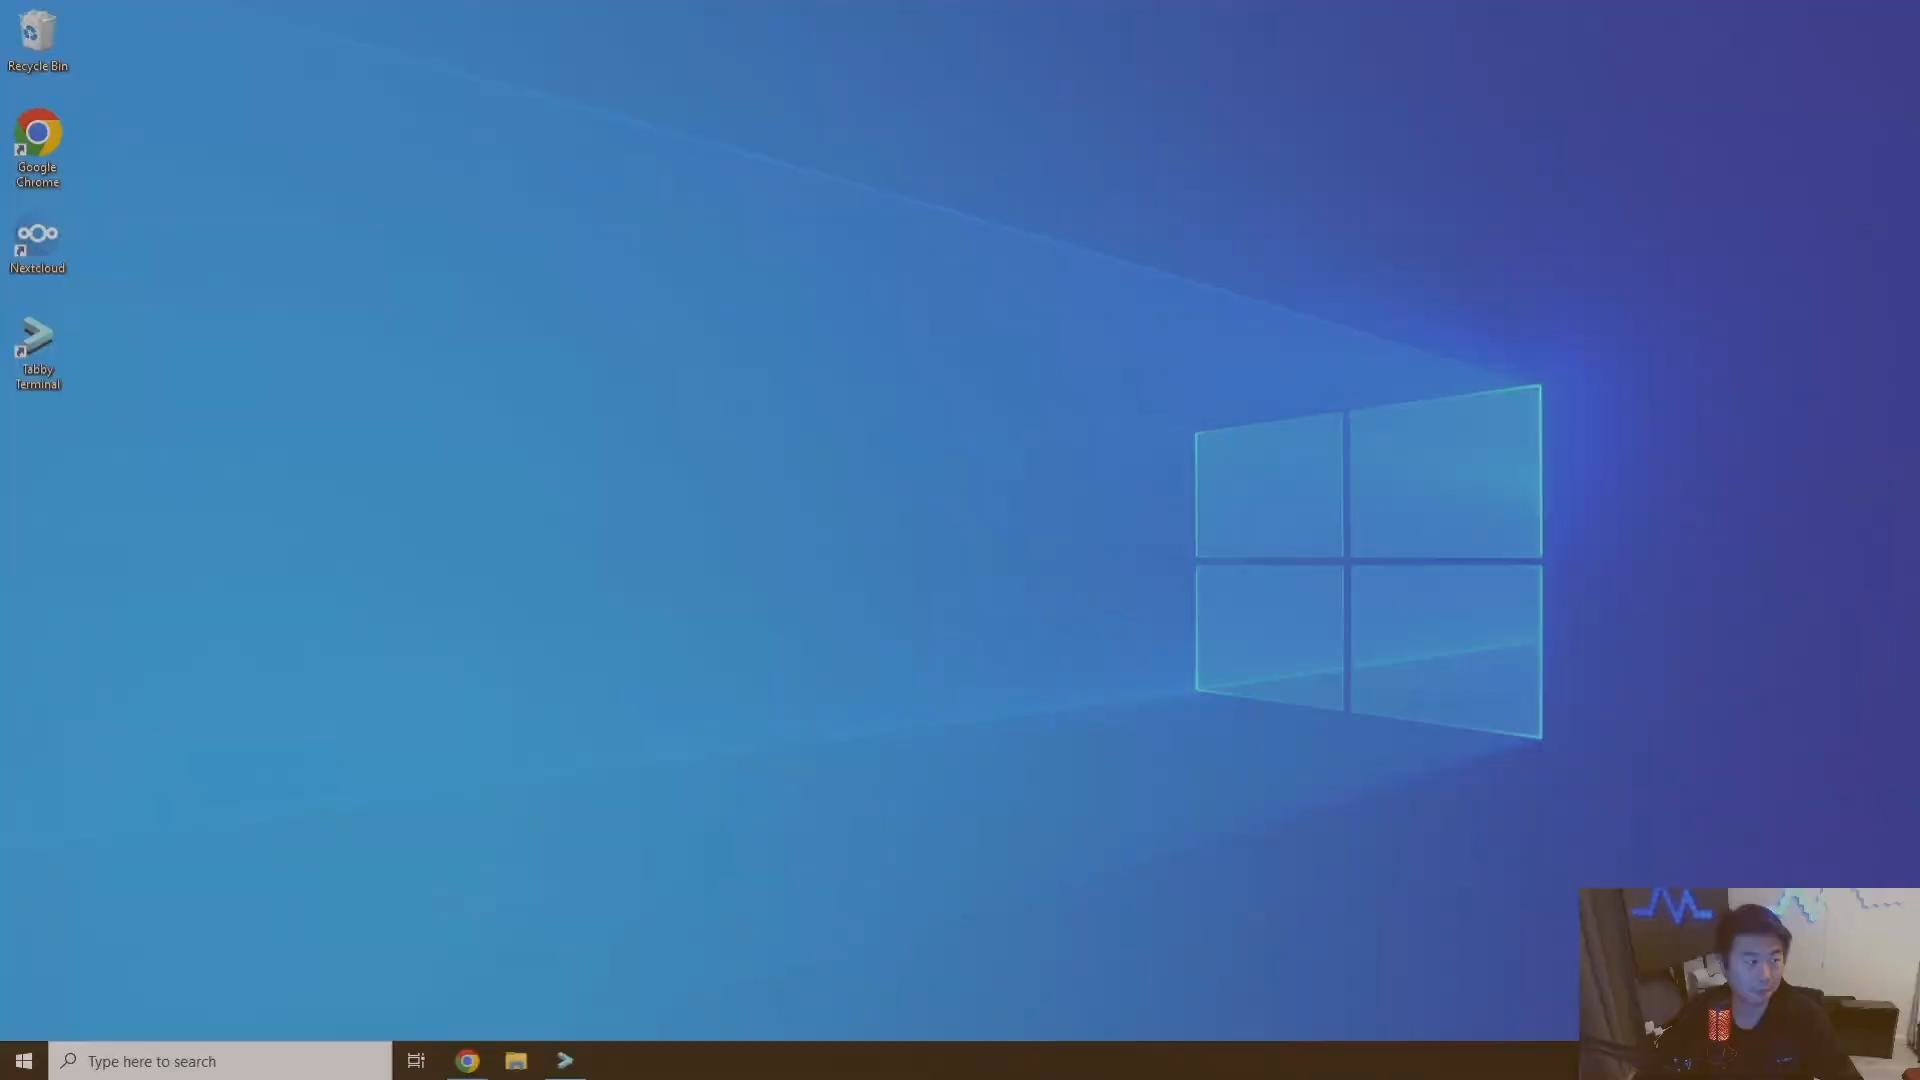 Recycle Bin
Google
Chrome
Nextcloud
Tabby
Terminal
Type here to search